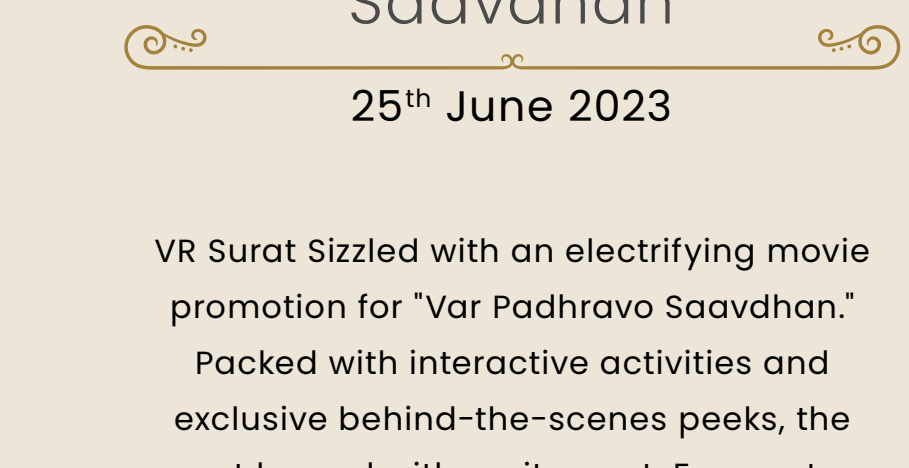 Saavdhan
25th June 2023
VR Surat Sizzled with an electrifying movie
promotion for "Var Padhravo Saavdhan."
Packed with interactive activities and
exclusive behind-the-scenes peeks, the